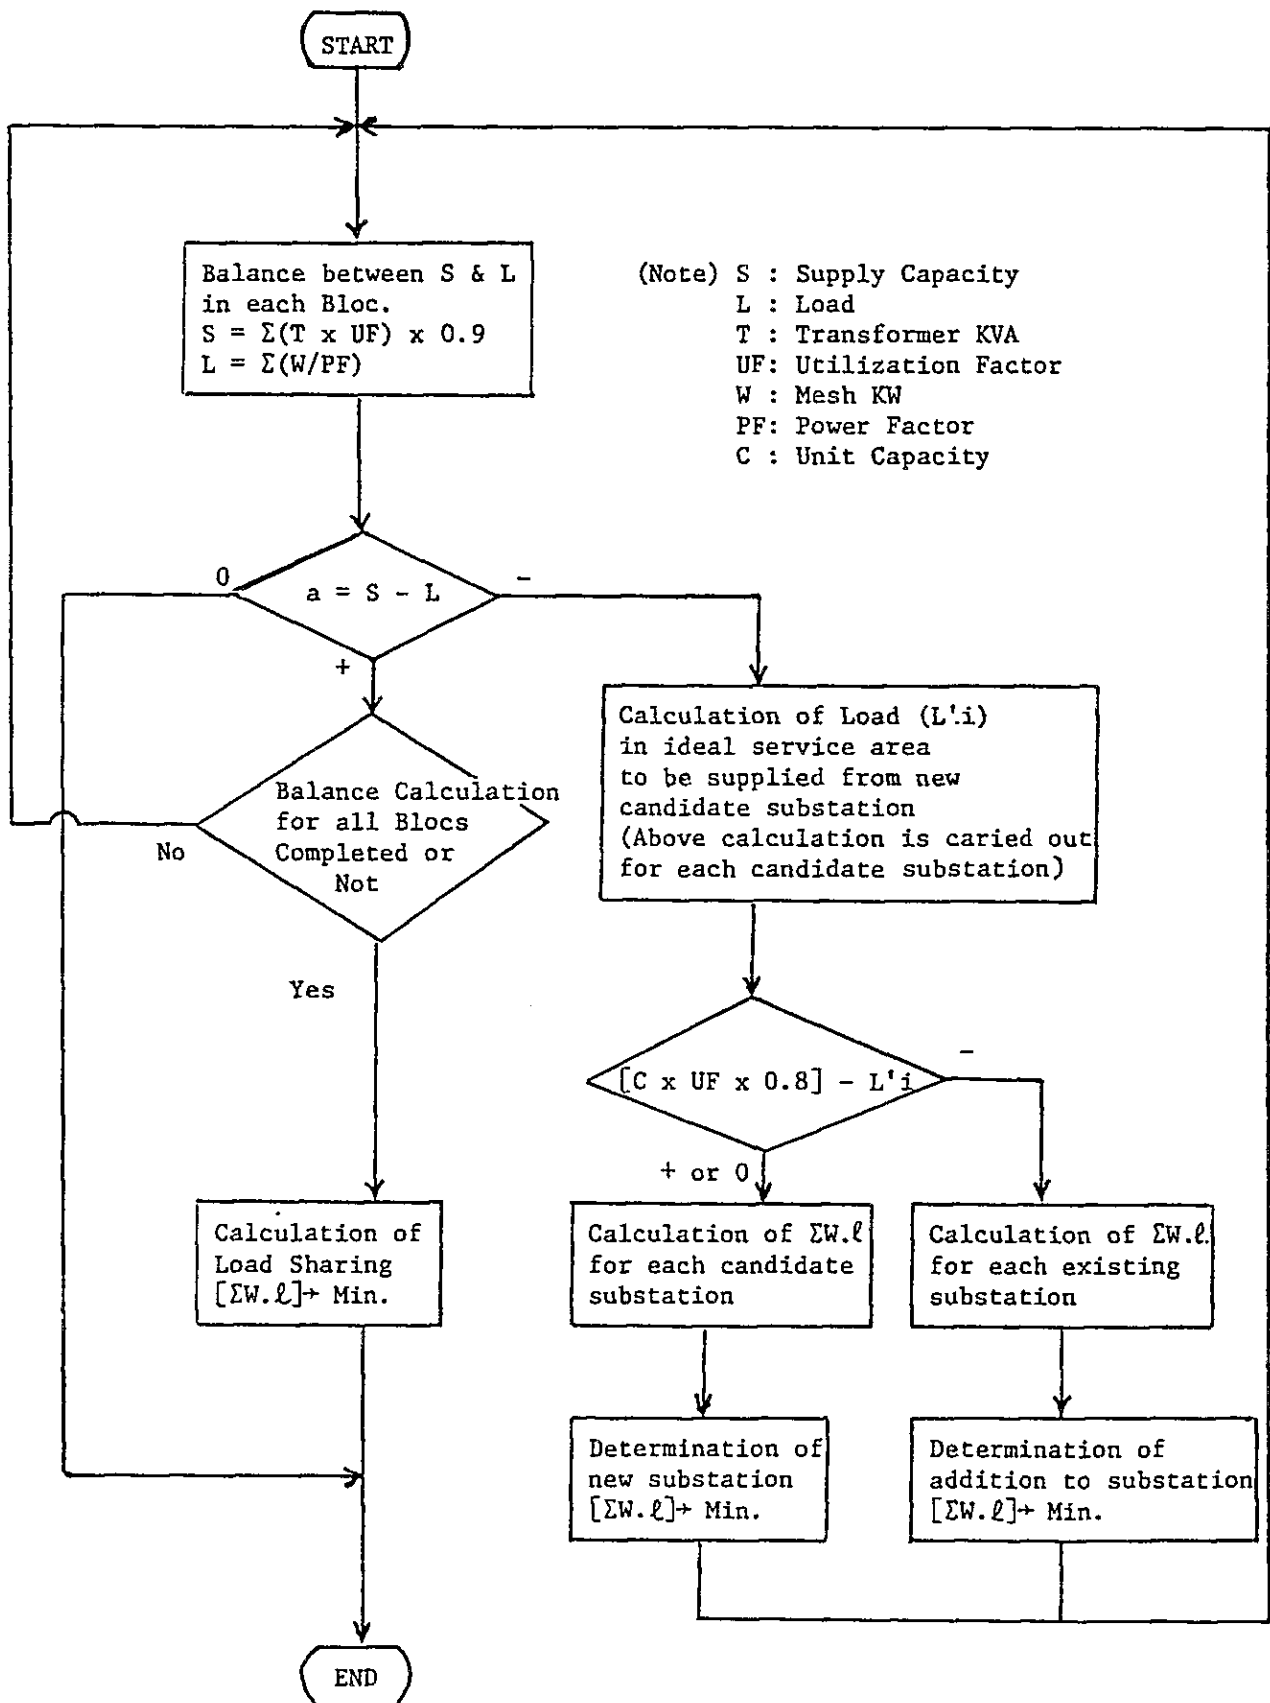 START
Balance between S & L
in each Bloc.
S = Σ(T x UF) x 0.9
L = Σ(W/PF)
(Note) S : Supply Capacity
L : Load
T : Transformer KVA
UF: Utilization Factor
W : Mesh KW
PF: Power Factor
C : Unit Capacity
0
a = S - L
-
+
Balance Calculation
for all Blocs
Completed or
Not
No
Yes
Calculation of Load (L'i)
in ideal service area
to be supplied from new
candidate substation
(Above calculation is caried out
for each candidate substation)
[C x UF x 0.8] - L'i
-
+ or 0
Calculation of
Load Sharing
[ΣW.ℓ]→ Min.
Calculation of ΣW.ℓ
for each candidate
substation
Calculation of ΣW.ℓ.
for each existing
substation
Determination of
new substation
[ΣW.ℓ]→ Min.
Determination of
addition to substation
[ΣW.ℓ]→ Min.
END